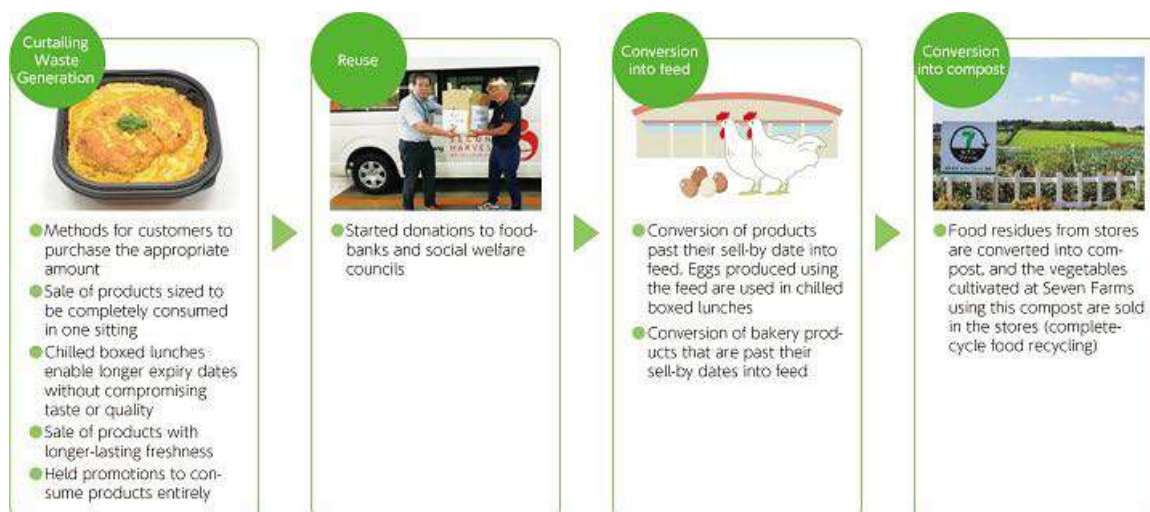 Curtailing
Waste
Generation
● Methods for customers to
purchase the appropriate
amount
● Sale of products sized to
be completely consumed
in one sitting
● Chilled boxed lunches
enable longer expiry dates
without compromising
taste or quality
● Sale of products with
longer-lasting freshness
● Held promotions to con-
sume products entirely
Reuse
SECOND
HARVEST
● Started donations to food-
banks and social welfare
councils
Conversion
into feed
● Conversion of products
past their sell-by date into
feed. Eggs produced using
the feed are used in chilled
boxed lunches
● Conversion of bakery prod-
ucts that are past their
sell-by dates into feed
Conversion
into compost
7
● Food residues from stores
are converted into com-
post, and the vegetables
cultivated at Seven Farms
using this compost are sold
in the stores (complete-
cycle food recycling)